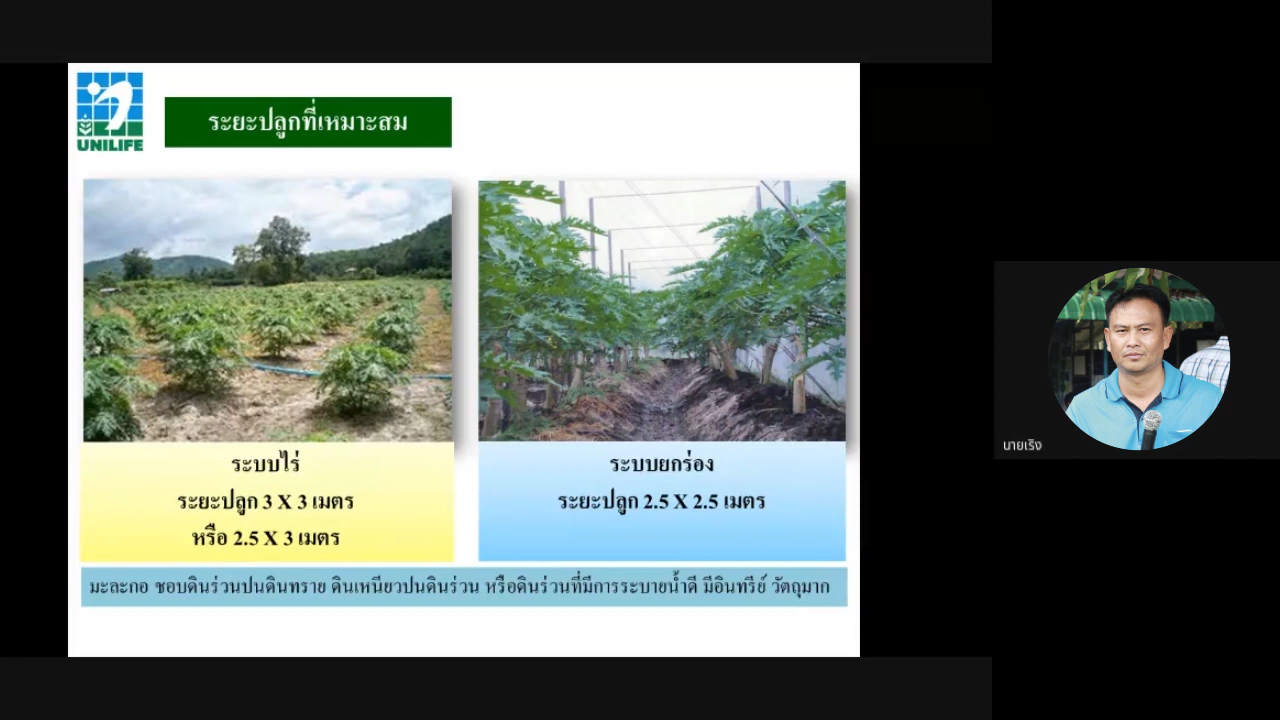 UNILIFE
ระยะปลูกที่เหมาะสม
ระบบไร่
ระยะปลูก 3 X 3 เมตร
หรือ 2.5 X 3 เมตร
ระบบยกร่อง
ระยะปลูก 2.5 X 2.5 เมตร
มะละกอ ชอบดินร่วนปนดินทราย ดินเหนียวปนดินร่วน หรือดินร่วนที่มีการระบายน้ำดี มีอินทรีย์ วัตถุมาก
นายเริง